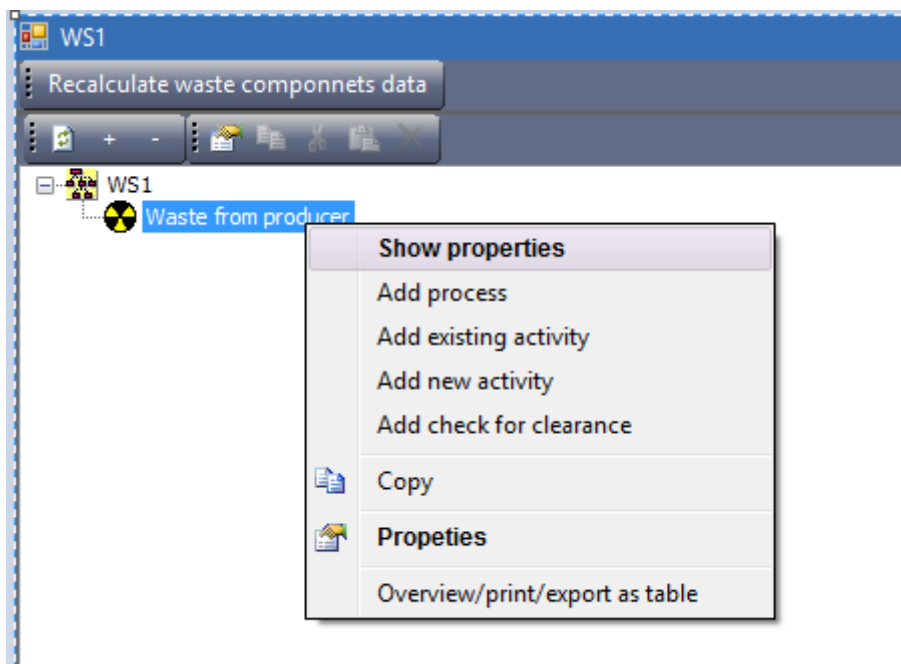 WS1
Recalculate waste componnets data
+ -
WS1
Waste from producer
Show properties
Add process
Add existing activity
Add new activity
Add check for clearance
Copy
Propeties
Overview/print/export as table